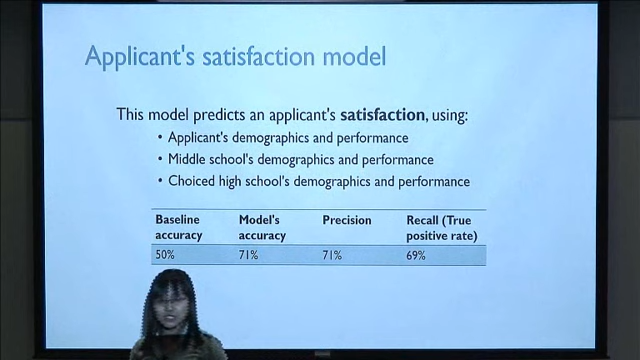 Applicant's satisfaction model
This model predicts an applicant's satisfaction, using:
• Applicant's demographics and performance
• Middle school's demographics and performance
• Choiced high school's demographics and performance
Baseline accuracy | Model's accuracy | Precision | Recall (True positive rate)
50% | 71% | 71% | 69%